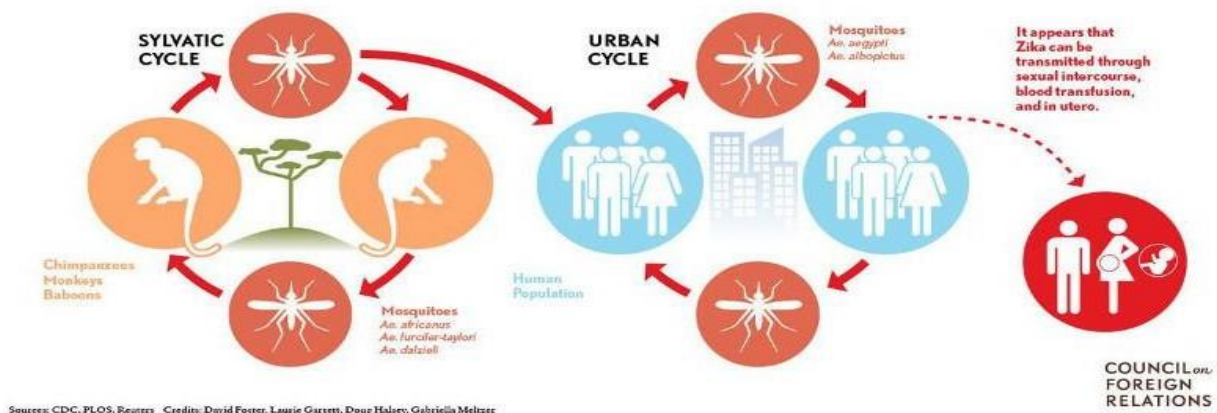 SYLVATIC
CYCLE
Chimpanzees
Monkeys
Baboons
Mosquitoes
Ae. africanus
Ae. furcifer-taylori
Ae. dalzieli
URBAN
CYCLE
Mosquitoes
Ae. aegypti
Ae. albopictus
Human
Population
It appears that
Zika can be
transmitted through
sexual intercourse,
blood transfusion,
and in utero.
COUNCIL on
FOREIGN
RELATIONS
Sources: CDC, PLOS, Reuters Credits: David Foster, Laurie Garrett, Doug Halsey, Gabriella Meltzer